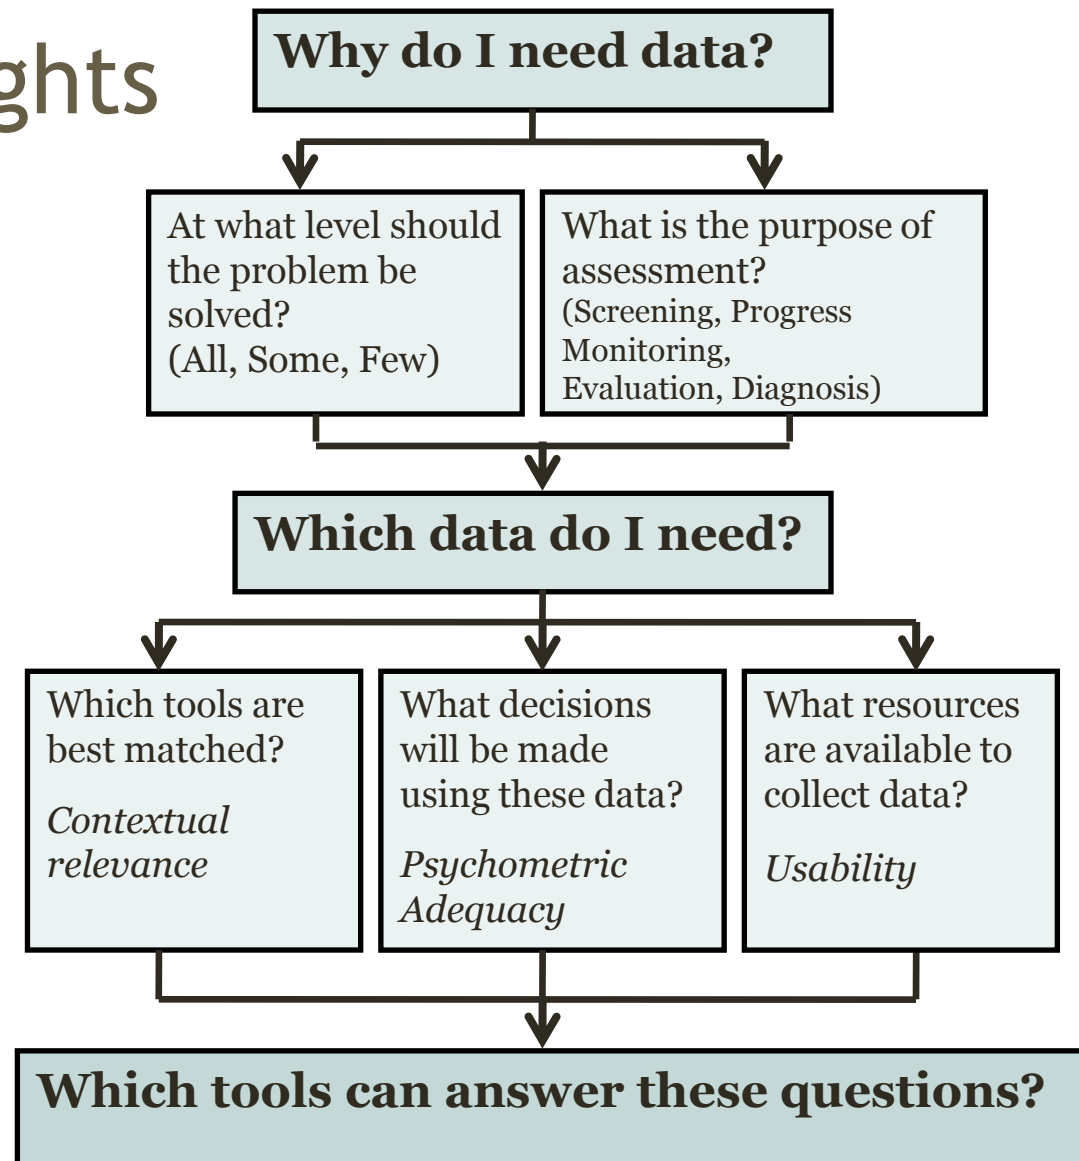 ghts
Why do I need data?
At what level should
the problem be
solved?
(All, Some, Few)
What is the purpose of
assessment?
(Screening, Progress
Monitoring,
Evaluation, Diagnosis)
Which data do I need?
Which tools are
best matched?
Contextual
relevance
What decisions
will be made
using these data?
Psychometric
Adequacy
What resources
are available to
collect data?
Usability
Which tools can answer these questions?